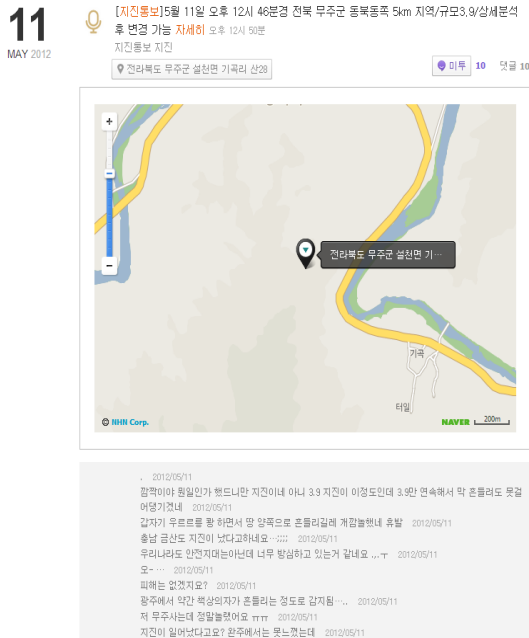 11
MAY 2012
[지진통보]5월 11일 오후 12시 46분경 전북 무주군 동북동쪽 5km 지역/규모3,9/상세분석
후 변경 가능 자세히 오후 12시 50분
지진통보 지진
전라북도 무주군 설천면 기곡리 산28
미투 10 댓글 10
전라북도 무주군 설천면 기…
기곡
터일
© NHN Corp.
NAVER 200m
. 2012/05/11
깜짝이야 뭔일인가 했드니만 지진이네 아니 3.9 지진이 이정도인데 3.9만 연속해서 막 흔들려도 못걸
어댕기겠네 2012/05/11
갑자기 우르르릉 쾅 하면서 땅 양쪽으로 흔들리길레 개깜놀했네 휴발 2012/05/11
충남 금산도 지진이 났다고하네요…;;;; 2012/05/11
우리나라도 안전지대는아닌데 너무 방심하고 있는거 같네요 .,.ㅜ 2012/05/11
오- … 2012/05/11
피해는 없겠지요? 2012/05/11
광주에서 약간 책상의자가 흔들리는 정도로 감지됨….. 2012/05/11
저 무주사는데 정말놀랬어요 ㅠㅠ 2012/05/11
지진이 일어났다고요? 완주에서는 못느꼈는데 2012/05/11